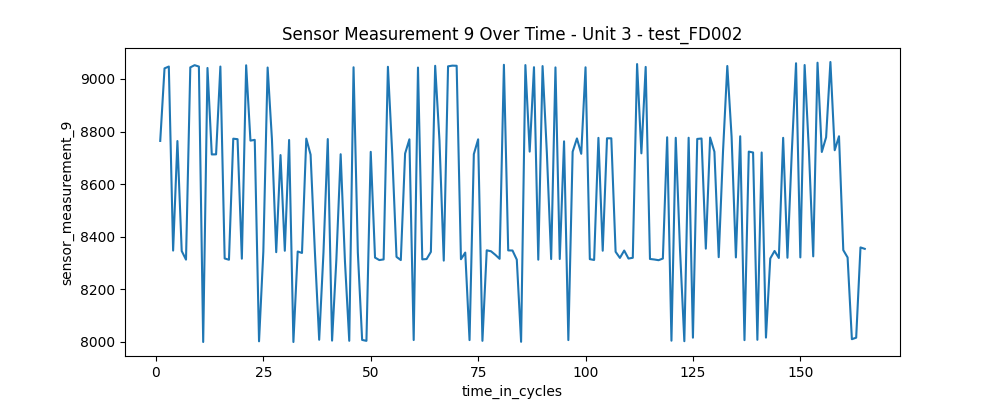 Sensor Measurement 9 Over Time - Unit 3 - test_FD002
sensor_measurement_9
9000
8800
8600
8400
8200
8000
0 25 50 75 100 125 150
time_in_cycles